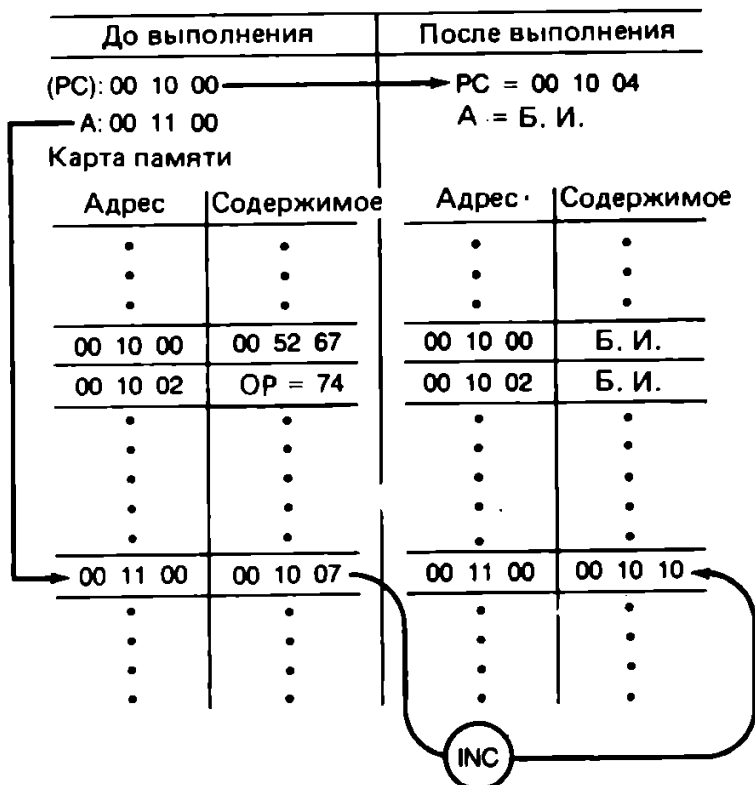 До выполнения После выполнения
(PC): 00 10 00 PC = 00 10 04
A: 00 11 00 A = Б. И.
Карта памяти
Адрес Содержимое Адрес Содержимое
00 10 00 00 52 67 00 10 00 Б. И.
00 10 02 OP = 74 00 10 02 Б. И.
00 11 00 00 10 07 00 11 00 00 10 10
INC